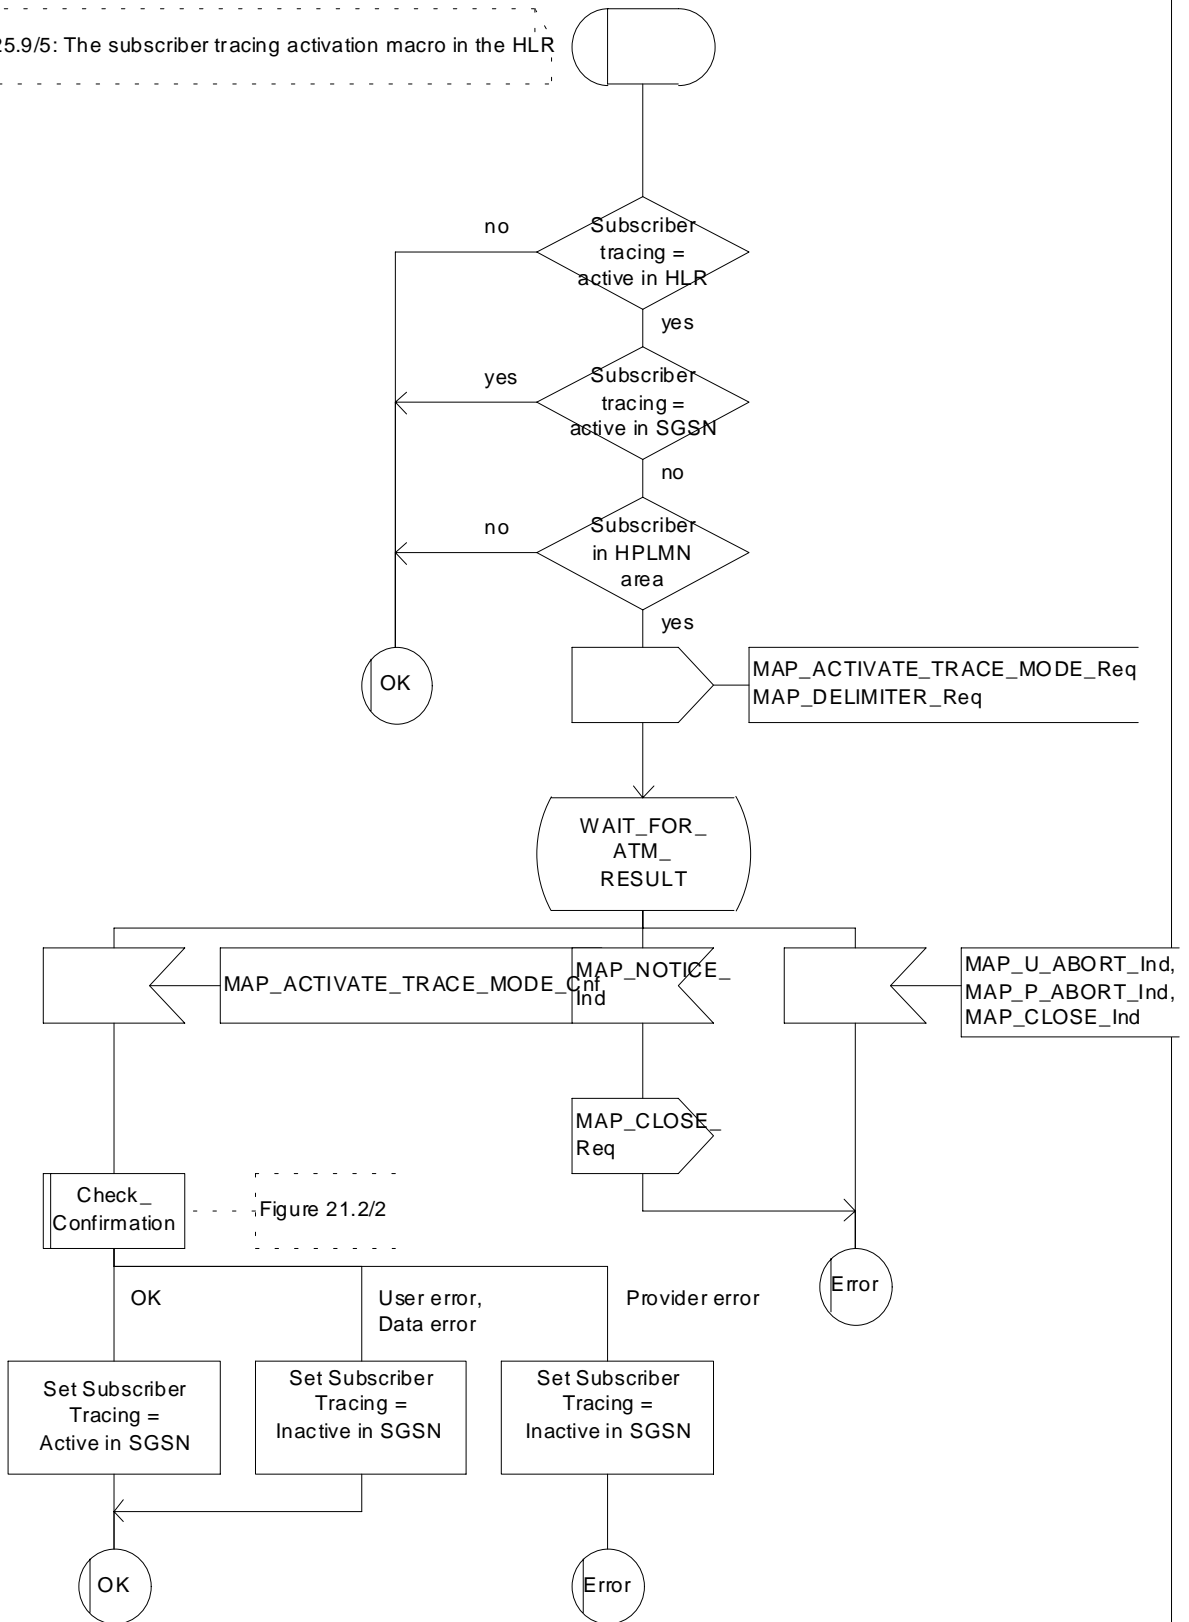 25.9/5: The subscriber tracing activation macro in the HLR
no
Subscriber
tracing =
active in HLR
yes
yes
Subscriber
tracing =
active in SGSN
no
no
Subscriber
in HPLMN
area
yes
OK
MAP_ACTIVATE_TRACE_MODE_Req
MAP_DELIMITER_Req
WAIT_FOR_
ATM_
RESULT
MAP_ACTIVATE_TRACE_MODE_Cnf
MAP_NOTICE_
Ind
MAP_U_ABORT_Ind,
MAP_P_ABORT_Ind,
MAP_CLOSE_Ind
MAP_CLOSE_
Req
Check_
Confirmation
Figure 21.2/2
Error
OK
User error,
Data error
Provider error
Set Subscriber
Tracing =
Active in SGSN
Set Subscriber
Tracing =
Inactive in SGSN
Set Subscriber
Tracing =
Inactive in SGSN
OK
Error